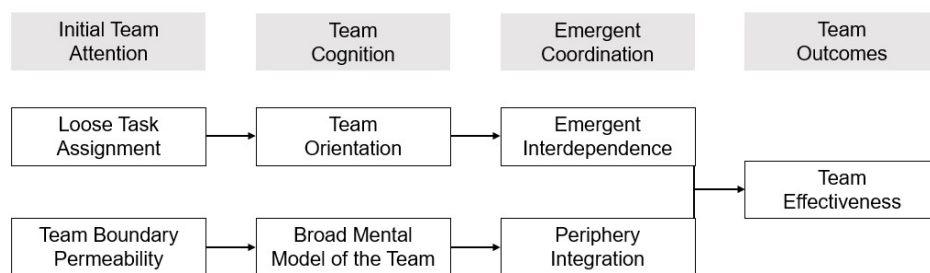 Initial Team
Attention
Team
Cognition
Emergent
Coordination
Team
Outcomes
Loose Task
Assignment
Team
Orientation
Emergent
Interdependence
Team
Effectiveness
Team Boundary
Permeability
Broad Mental
Model of the Team
Periphery
Integration